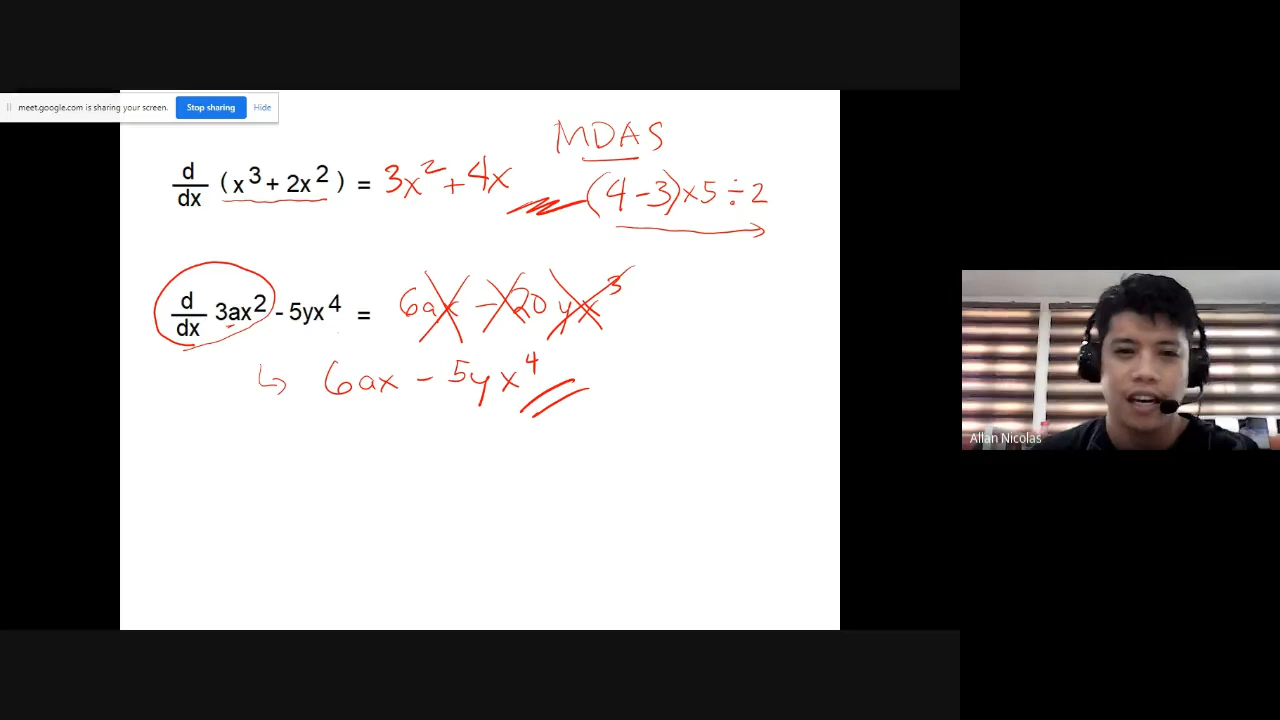 meet.google.com is sharing your screen. Stop sharing Hide
MDAS
d/dx (x³ + 2x²) = 3x² + 4x
(4 - 3) x 5 ÷ 2
d/dx 3ax² - 5yx⁴ = 6ax - 20yx³
↳ 6ax - 5yx⁴
Allan Nicolas